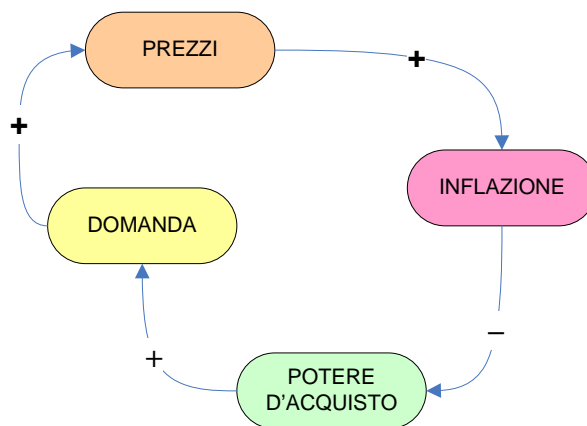 PREZZI
+
+
INFLAZIONE
DOMANDA
−
+
POTERE
D’ACQUISTO